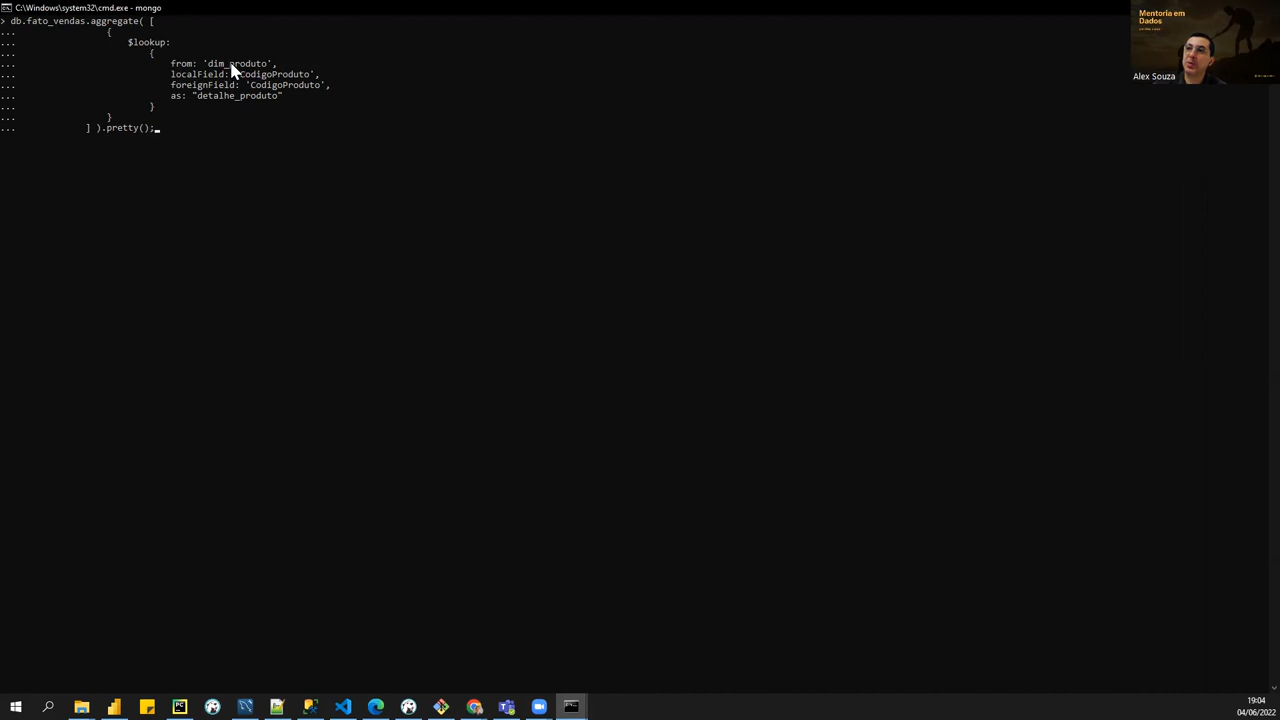 C:\Windows\system32\cmd.exe - mongo
> db.fato_vendas.aggregate( [
... {
... $lookup:
... {
... from: 'dim_produto',
... localField: 'CodigoProduto',
... foreignField: 'CodigoProduto',
... as: "detalhe_produto"
... }
... }
... ] ).pretty();
Mentoria em
Dados
Alex Souza
19:04
04/06/2022